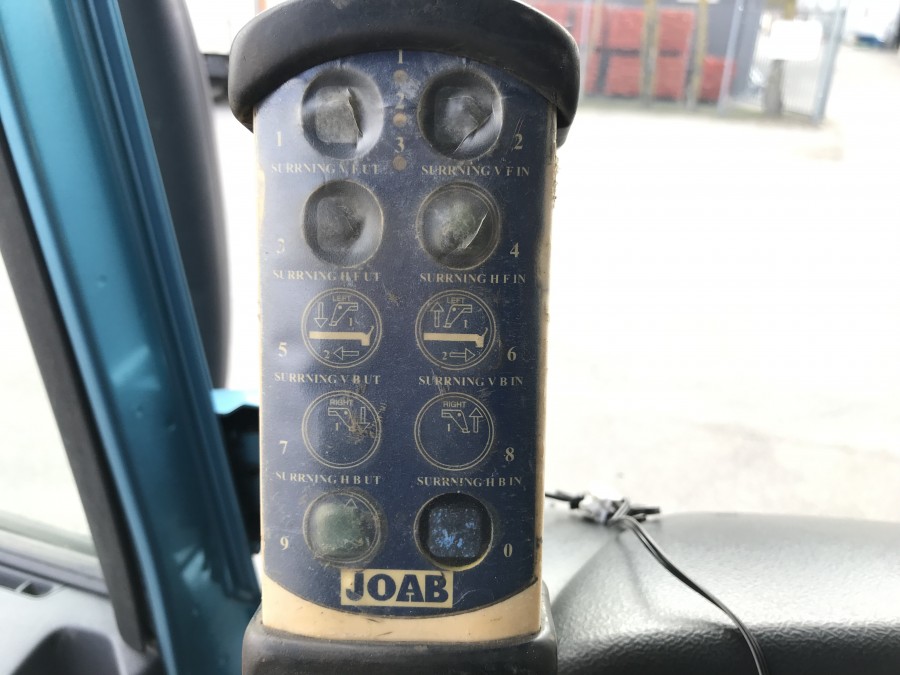 1
2
3
1 2
SURRNING V F UT SURRNING V F IN
3 4
SURRNING H F UT SURRNING H F IN
LEFT LEFT
1 1
2 2
5 6
SURRNING V B UT SURRNING V B IN
RIGHT RIGHT
1 1
7 8
SURRNING H B UT SURRNING H B IN
9 0
JOAB